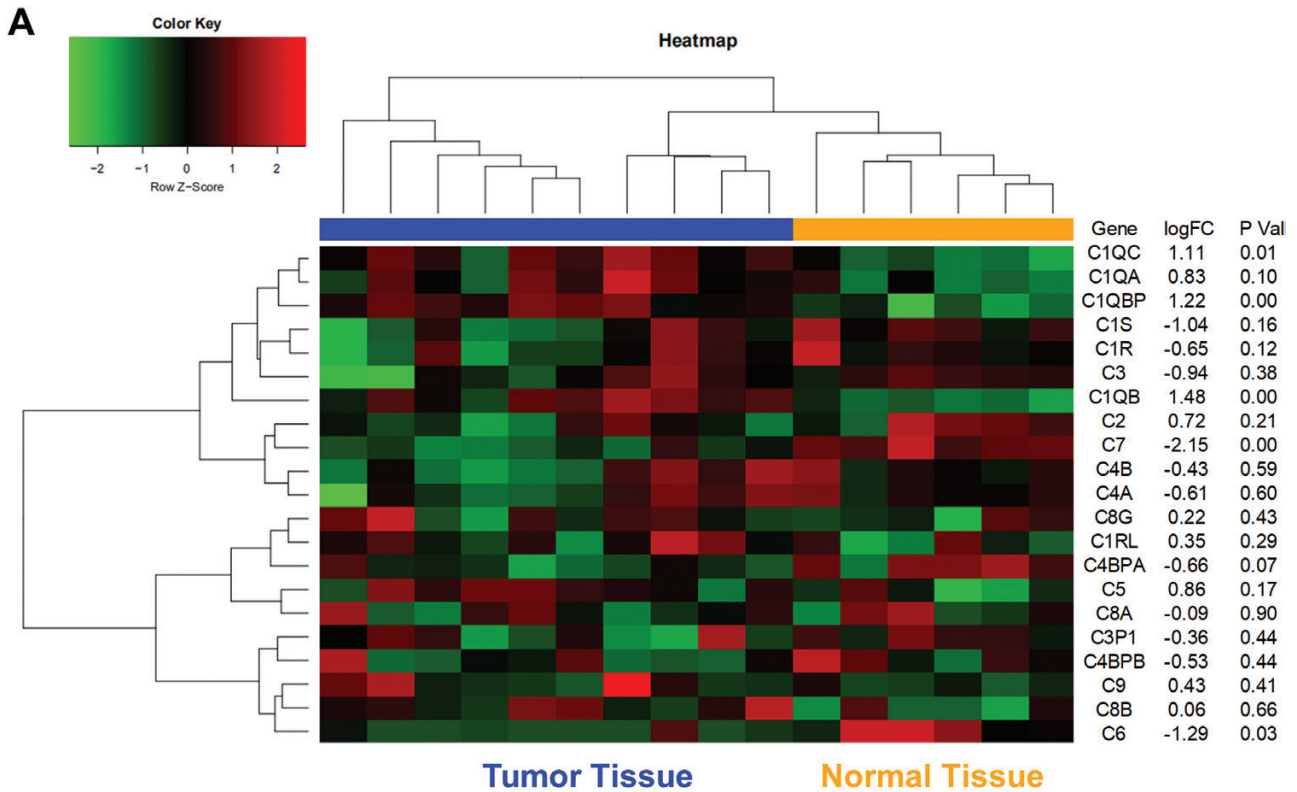 A
Color Key
−2 −1 0 1 2
Row Z−Score
Heatmap
Gene logFC P Val
C1QC 1.11 0.01
C1QA 0.83 0.10
C1QBP 1.22 0.00
C1S -1.04 0.16
C1R -0.65 0.12
C3 -0.94 0.38
C1QB 1.48 0.00
C2 0.72 0.21
C7 -2.15 0.00
C4B -0.43 0.59
C4A -0.61 0.60
C8G 0.22 0.43
C1RL 0.35 0.29
C4BPA -0.66 0.07
C5 0.86 0.17
C8A -0.09 0.90
C3P1 -0.36 0.44
C4BPB -0.53 0.44
C9 0.43 0.41
C8B 0.06 0.66
C6 -1.29 0.03
Tumor Tissue Normal Tissue